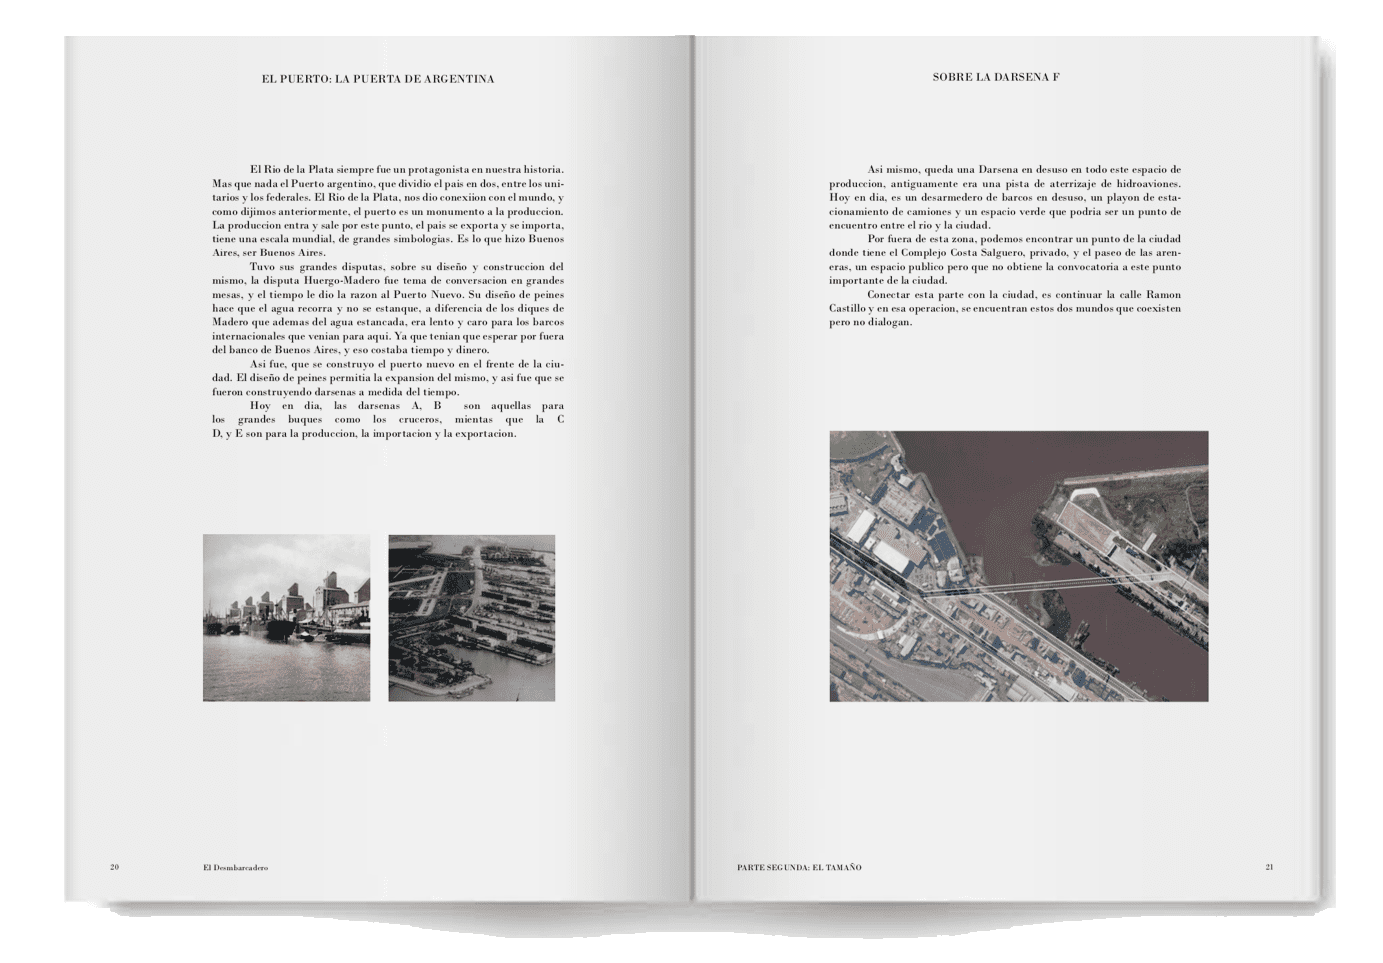 EL PUERTO: LA PUERTA DE ARGENTINA
El Rio de la Plata siempre fue un protagonista en nuestra historia.
Mas que nada el Puerto argentino, que dividio el pais en dos, entre los uni-
tarios y los federales. El Rio de la Plata, nos dio conexiion con el mundo, y
como dijimos anteriormente, el puerto es un monumento a la produccion.
La produccion entra y sale por este punto, el pais se exporta y se importa,
tiene una escala mundial, de grandes simbologias. Es lo que hizo Buenos
Aires, ser Buenos Aires.
Tuvo sus grandes disputas, sobre su diseño y construccion del
mismo, la disputa Huergo-Madero fue tema de conversacion en grandes
mesas, y el tiempo le dio la razon al Puerto Nuevo. Su diseño de peines
hace que el agua recorra y no se estanque, a diferencia de los diques de
Madero que ademas del agua estancada, era lento y caro para los barcos
internacionales que venian para aqui. Ya que tenian que esperar por fuera
del banco de Buenos Aires, y eso costaba tiempo y dinero.
Asi fue, que se construyo el puerto nuevo en el frente de la ciu-
dad. El diseño de peines permitia la expansion del mismo, y asi fue que se
fueron construyendo darsenas a medida del tiempo.
Hoy en dia, las darsenas A, B son aquellas para
los grandes buques como los cruceros, mientas que la C
D, y E son para la produccion, la importacion y la exportacion.
20
El Desmbarcadero
SOBRE LA DARSENA F
Asi mismo, queda una Darsena en desuso en todo este espacio de
produccion, antiguamente era una pista de aterrizaje de hidroaviones.
Hoy en dia, es un desarmedero de barcos en desuso, un playon de esta-
cionamiento de camiones y un espacio verde que podria ser un punto de
encuentro entre el rio y la ciudad.
Por fuera de esta zona, podemos encontrar un punto de la ciudad
donde tiene el Complejo Costa Salguero, privado, y el paseo de las aren-
eras, un espacio publico pero que no obtiene la convocatoria a este punto
importante de la ciudad.
Conectar esta parte con la ciudad, es continuar la calle Ramon
Castillo y en esa operacion, se encuentran estos dos mundos que coexisten
pero no dialogan.
PARTE SEGUNDA: EL TAMAÑO
21